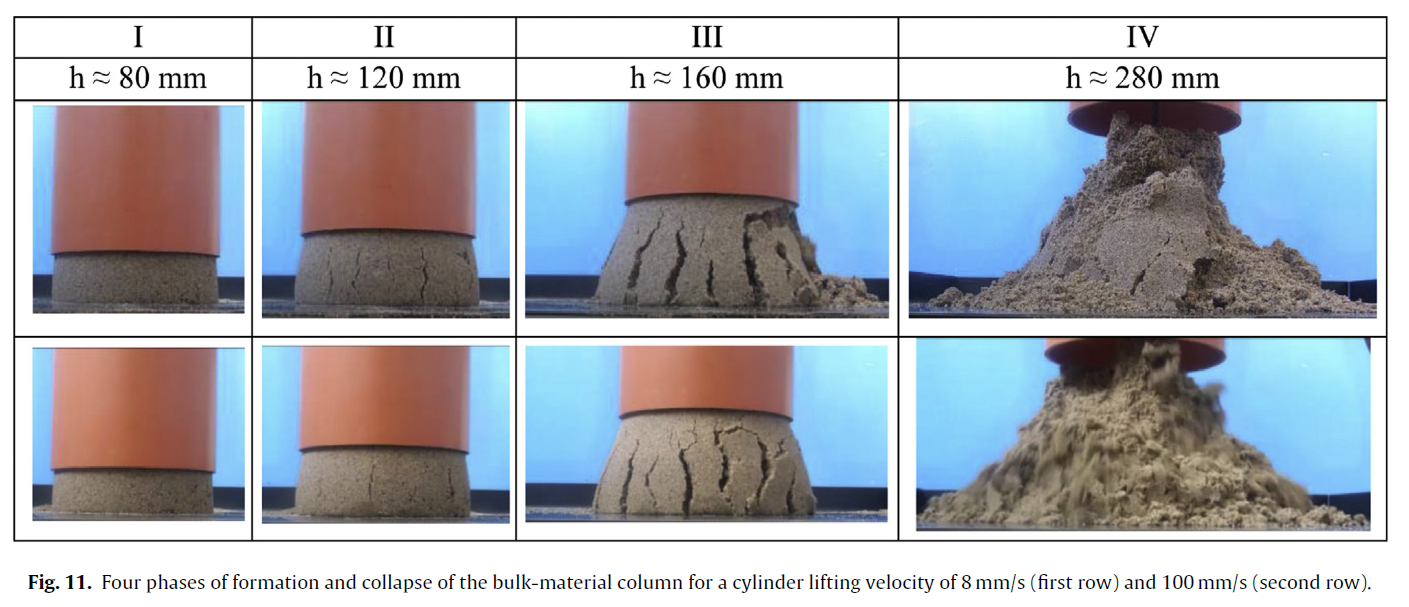 I II III IV
h ≈ 80 mm h ≈ 120 mm h ≈ 160 mm h ≈ 280 mm
Fig. 11. Four phases of formation and collapse of the bulk-material column for a cylinder lifting velocity of 8 mm/s (first row) and 100 mm/s (second row).